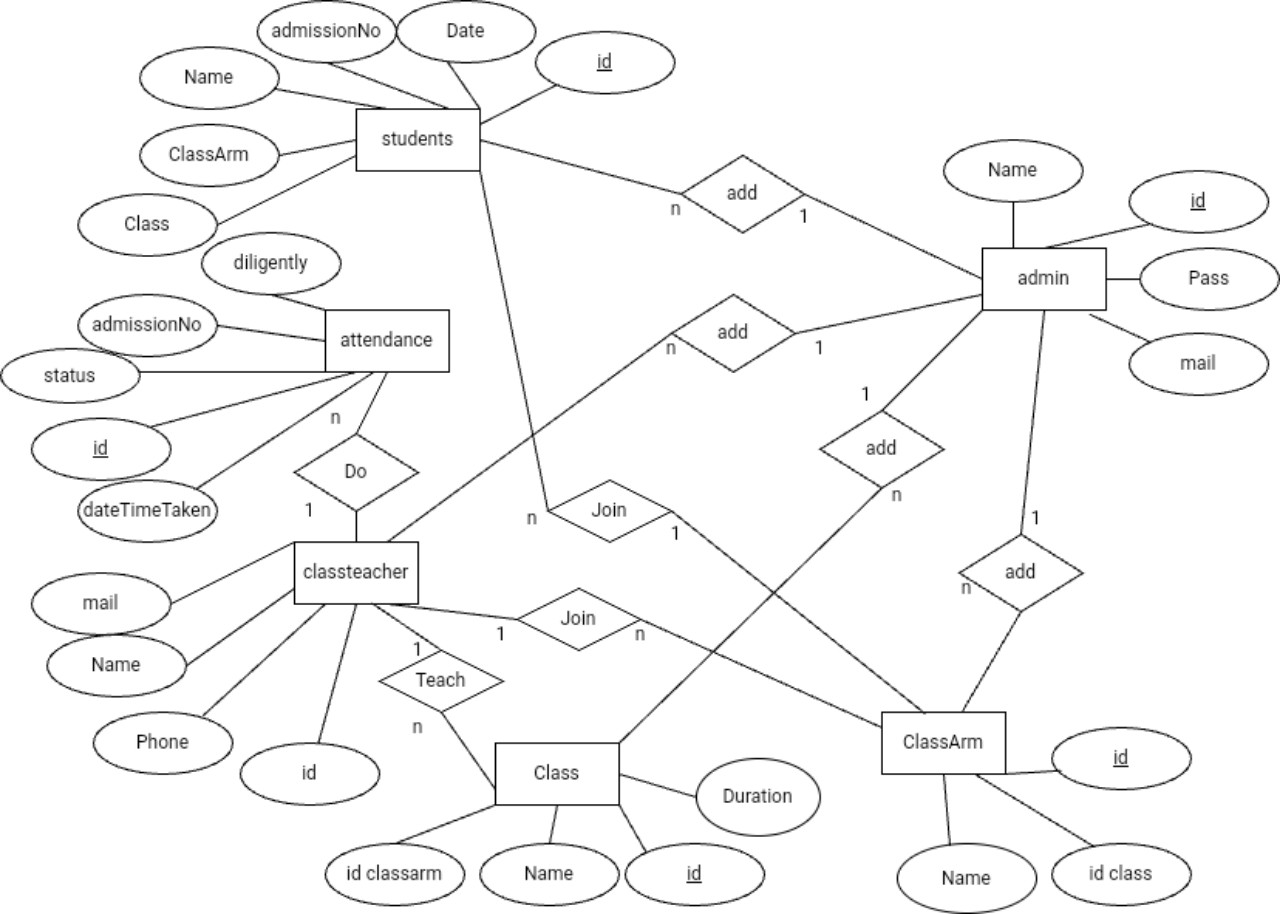 admissionNo
Date
id
Name
students
ClassArm
Class
add
n
1
Name
id
admin
Pass
mail
diligently
admissionNo
attendance
status
id
dateTimeTaken
n
Do
1
add
n
1
1
add
n
Join
n
1
1
add
n
classteacher
mail
Name
Phone
id
Join
1
n
1
Teach
n
Class
Duration
id classarm
Name
id
ClassArm
id
Name
id class